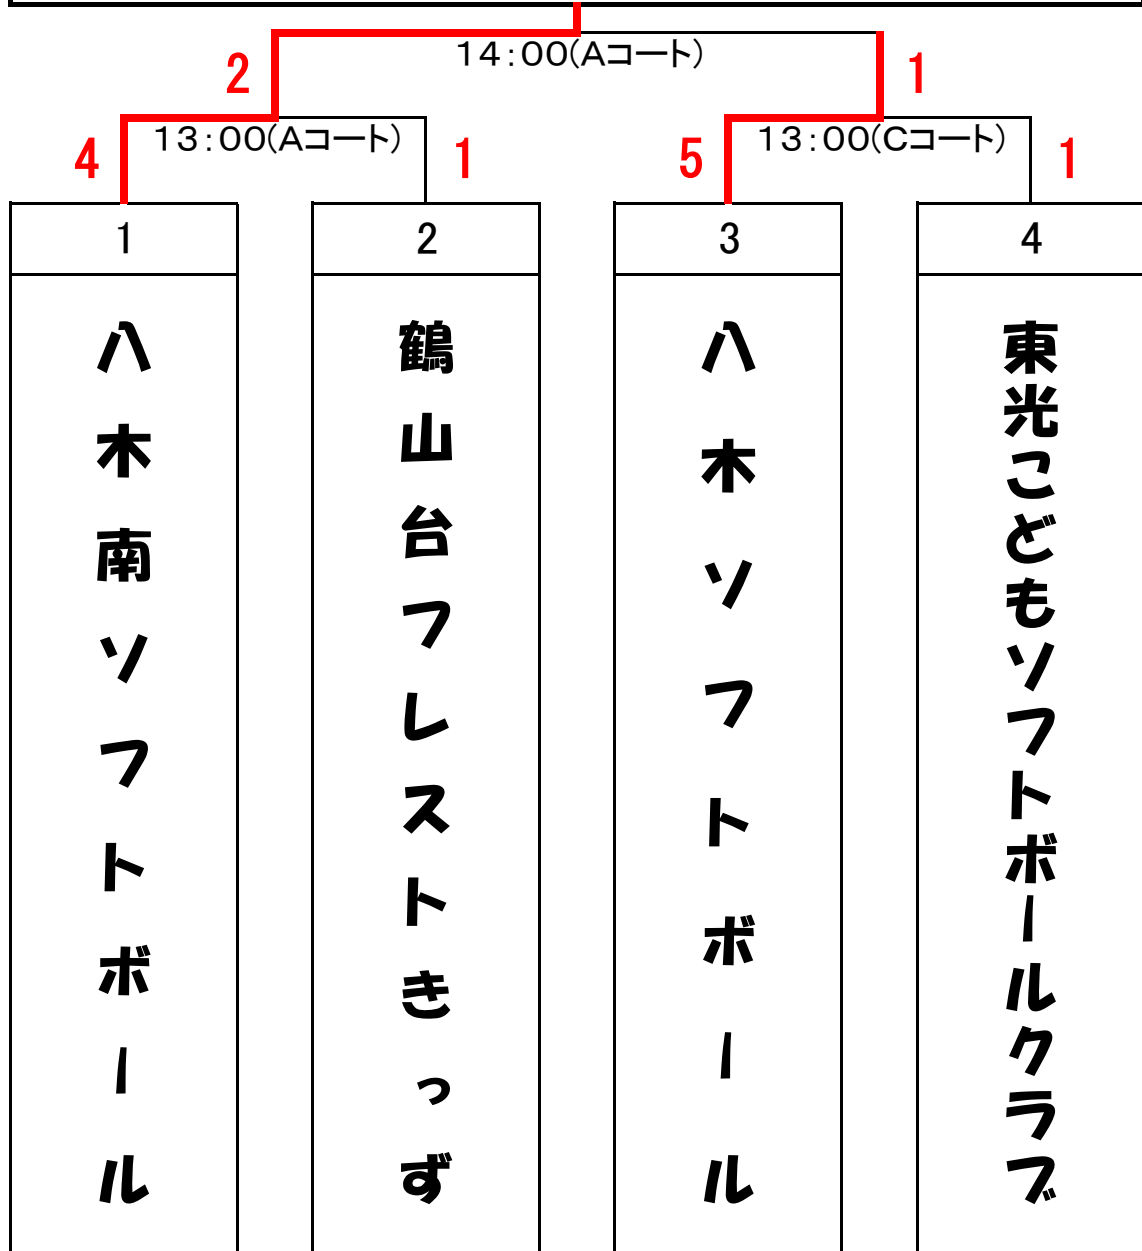 14:00(Aコート)
2
1
13:00(Aコート)
13:00(Cコート)
4
1
5
1
1
2
3
4
八木南ソフトボール
鶴山台フレストきっず
八木ソフトボール
東光こどもソフトボールクラブ